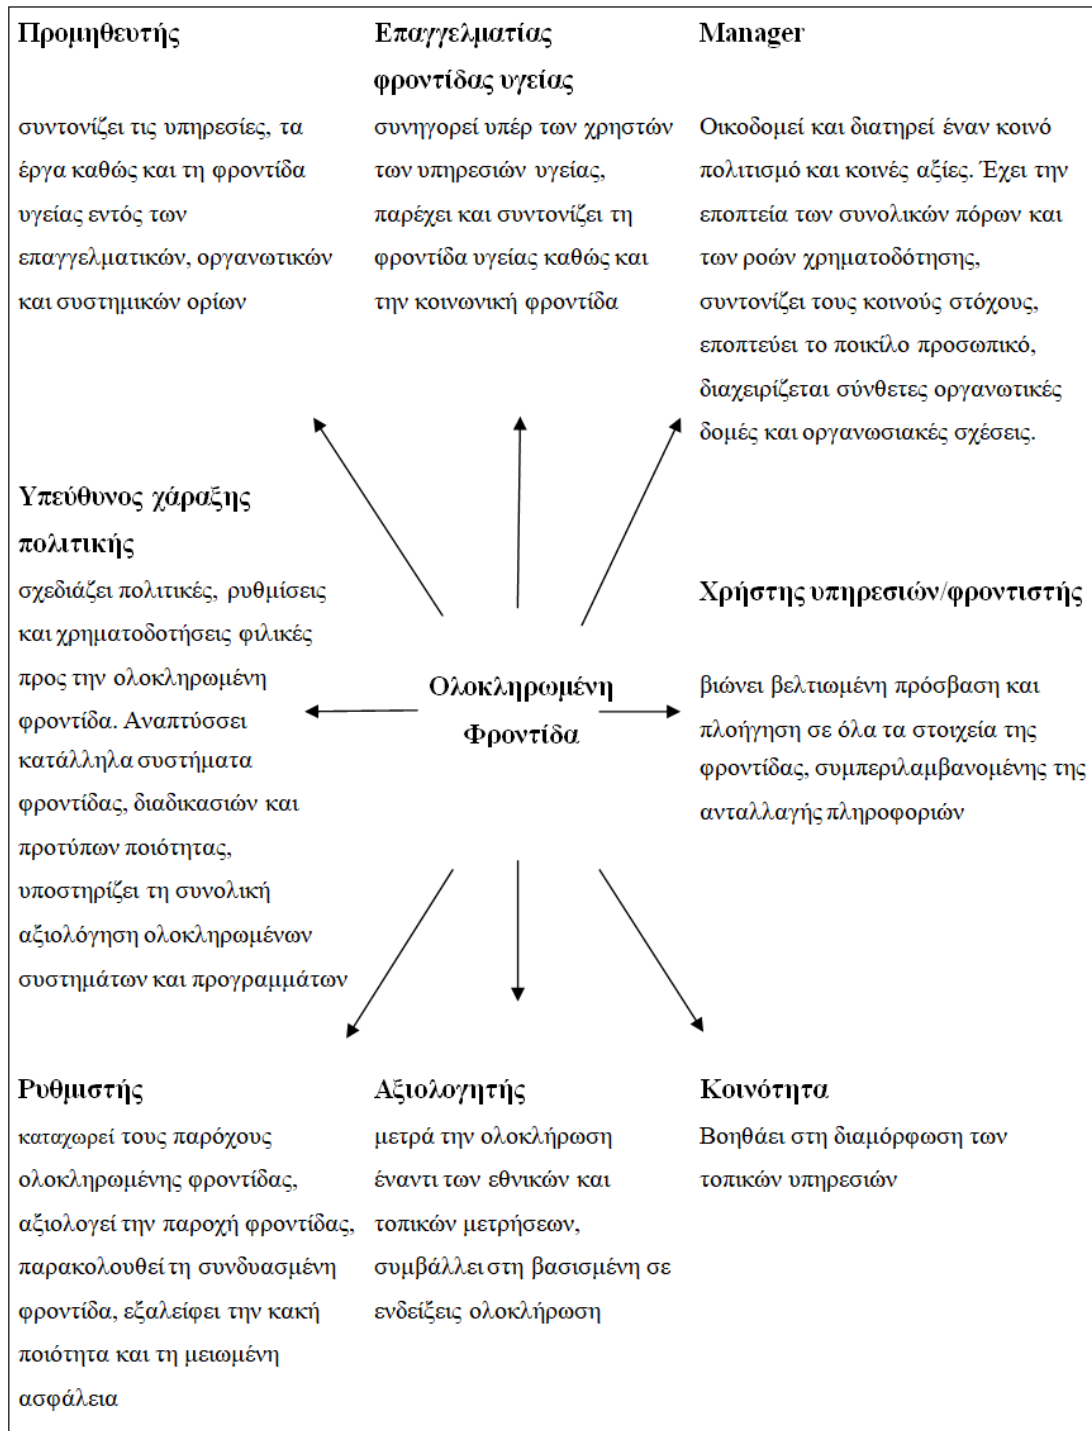 Προμηθευτής
συντονίζει τις υπηρεσίες, τα
έργα καθώς και τη φροντίδα
υγείας εντός των
επαγγελματικών, οργανωτικών
και συστημικών ορίων
Επαγγελματίας
φροντίδας υγείας
συνηγορεί υπέρ των χρηστών
των υπηρεσιών υγείας,
παρέχει και συντονίζει τη
φροντίδα υγείας καθώς και
την κοινωνική φροντίδα
Manager
Οικοδομεί και διατηρεί έναν κοινό
πολιτισμό και κοινές αξίες. Έχει την
εποπτεία των συνολικών πόρων και
των ροών χρηματοδότησης,
συντονίζει τους κοινούς στόχους,
εποπτεύει το ποικίλο προσωπικό,
διαχειρίζεται σύνθετες οργανωτικές
δομές και οργανωσιακές σχέσεις.
Υπεύθυνος χάραξης
πολιτικής
σχεδιάζει πολιτικές, ρυθμίσεις
και χρηματοδοτήσεις φιλικές
προς την ολοκληρωμένη
φροντίδα. Αναπτύσσει
κατάλληλα συστήματα
φροντίδας, διαδικασιών και
προτύπων ποιότητας,
υποστηρίζει τη συνολική
αξιολόγηση ολοκληρωμένων
συστημάτων και προγραμμάτων
Ολοκληρωμένη
Φροντίδα
Χρήστης υπηρεσιών/φροντιστής
βιώνει βελτιωμένη πρόσβαση και
πλοήγηση σε όλα τα στοιχεία της
φροντίδας, συμπεριλαμβανομένης της
ανταλλαγής πληροφοριών
Ρυθμιστής
καταχωρεί τους παρόχους
ολοκληρωμένης φροντίδας,
αξιολογεί την παροχή φροντίδας,
παρακολουθεί τη συνδυασμένη
φροντίδα, εξαλείφει την κακή
ποιότητα και τη μειωμένη
ασφάλεια
Αξιολογητής
μετρά την ολοκλήρωση
έναντι των εθνικών και
τοπικών μετρήσεων,
συμβάλλει στη βασισμένη σε
ενδείξεις ολοκλήρωση
Κοινότητα
Βοηθάει στη διαμόρφωση των
τοπικών υπηρεσιών